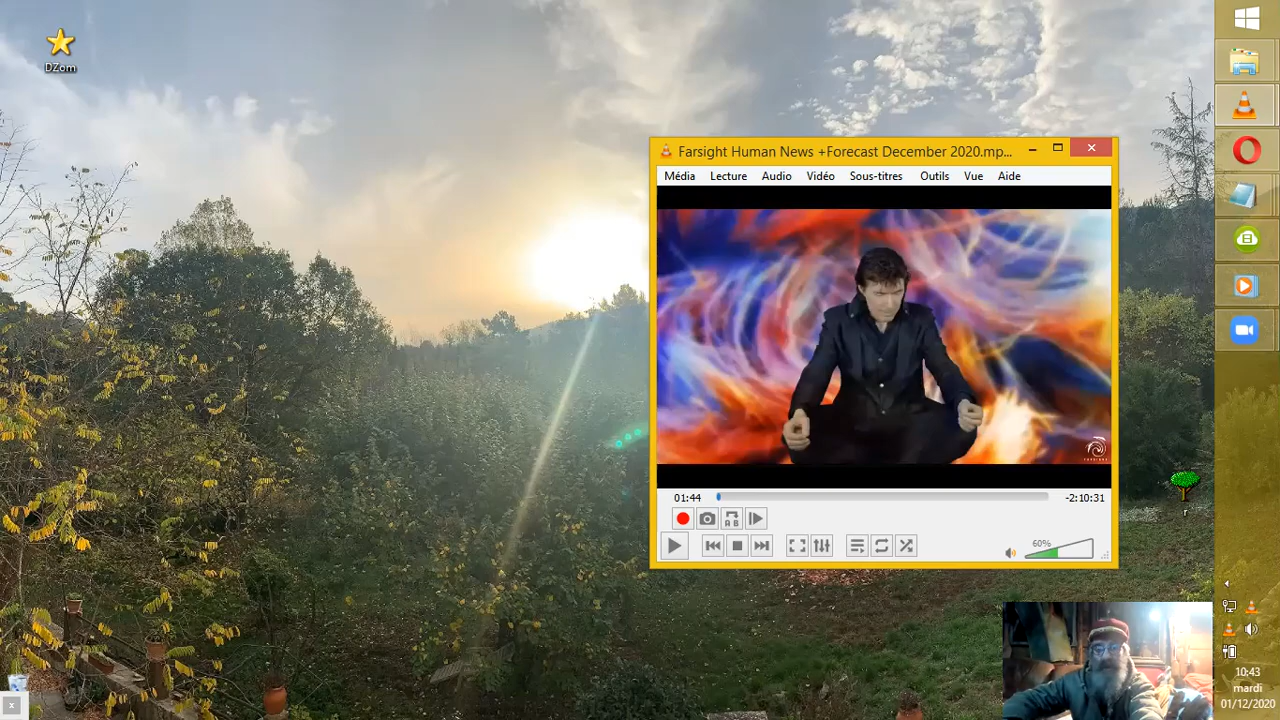 DZom
Farsight Human News +Forecast December 2020.mp...
Média Lecture Audio Vidéo Sous-titres Outils Vue Aide
01:44
-2:10:31
A B
60%
r
10:43
mardi
01/12/2020